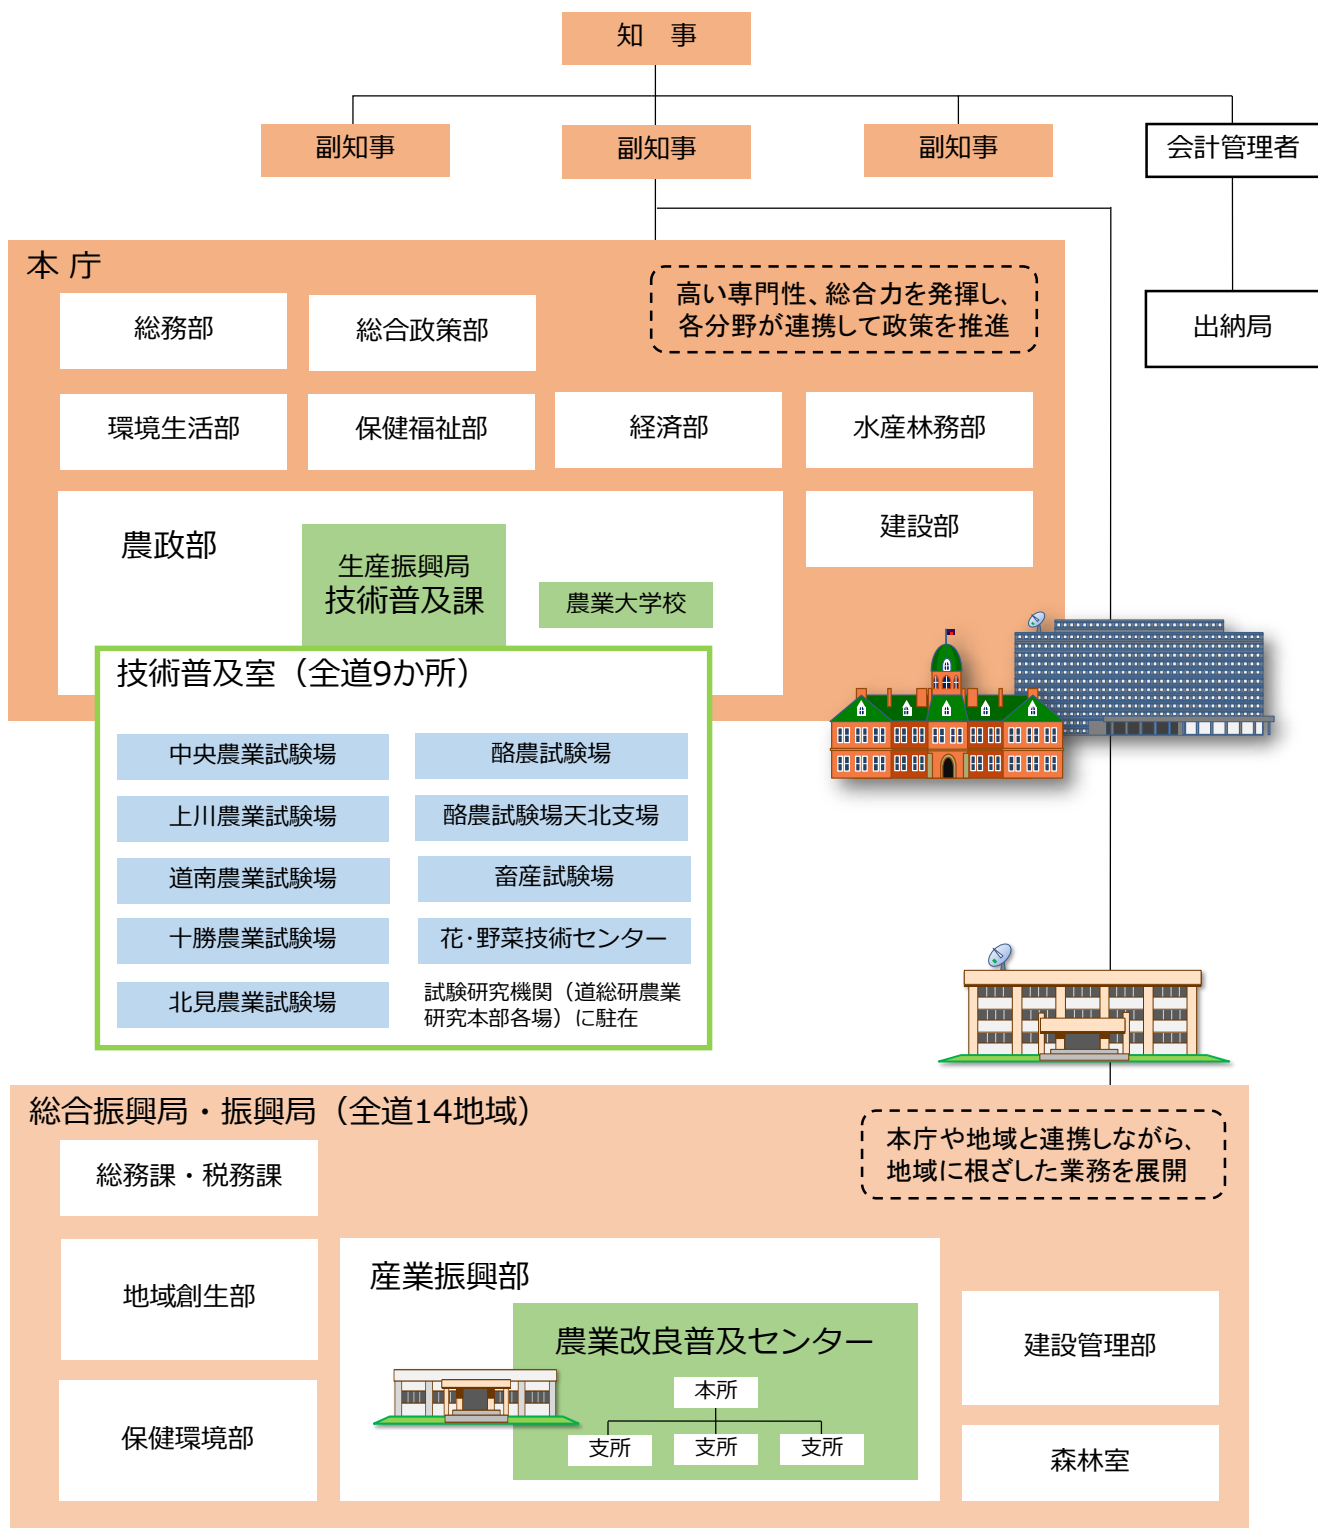 知　事
副知事
副知事
副知事
会計管理者
出納局
本 庁
高い専門性、総合力を発揮し、
各分野が連携して政策を推進
総務部
総合政策部
環境生活部
保健福祉部
経済部
水産林務部
農政部
生産振興局
技術普及課
農業大学校
建設部
技術普及室（全道9か所）
中央農業試験場
酪農試験場
上川農業試験場
酪農試験場天北支場
道南農業試験場
畜産試験場
十勝農業試験場
花・野菜技術センター
北見農業試験場
試験研究機関（道総研農業
研究本部各場）に駐在
総合振興局・振興局（全道14地域）
本庁や地域と連携しながら、
地域に根ざした業務を展開
総務課・税務課
地域創生部
保健環境部
産業振興部
農業改良普及センター
本所
支所
支所
支所
建設管理部
森林室